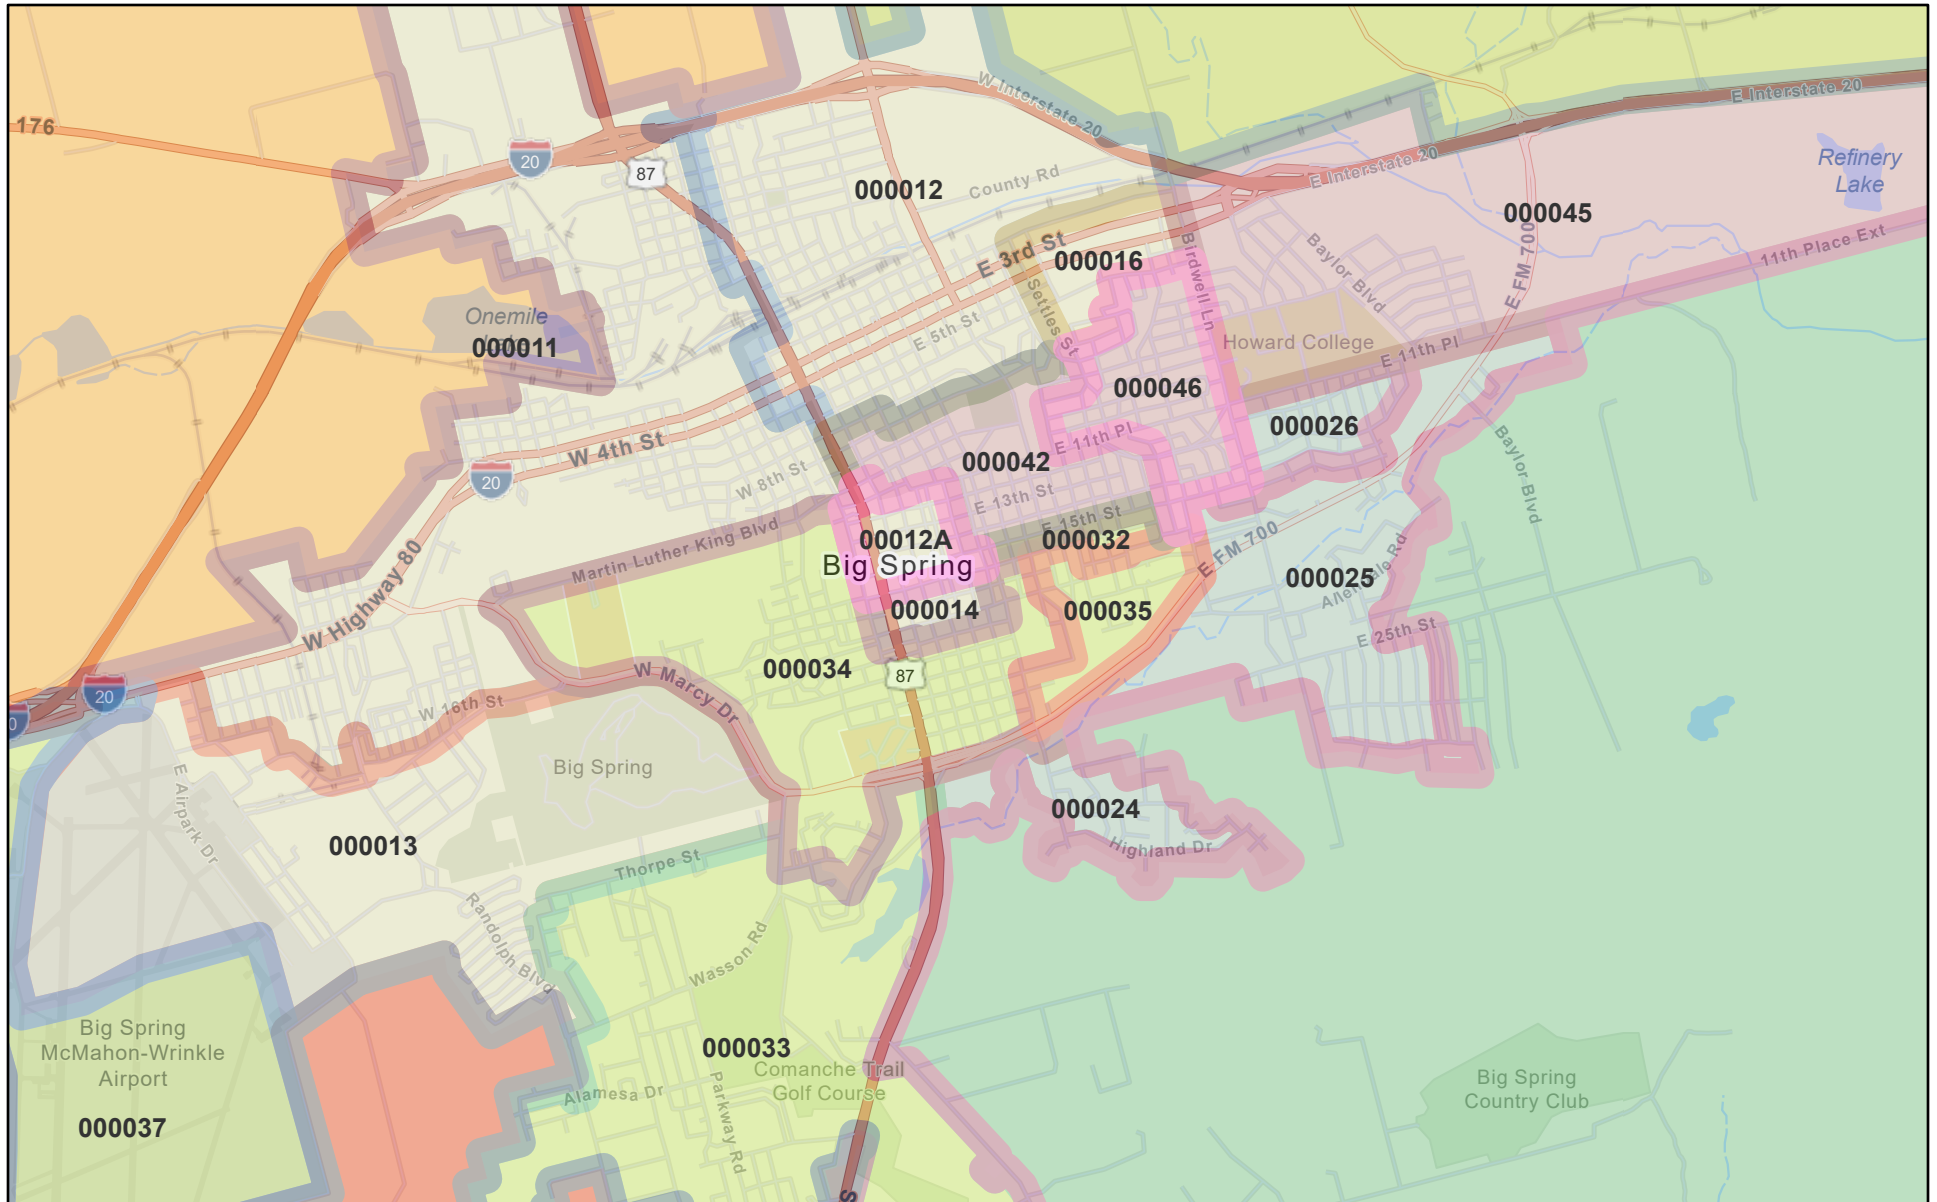 176
20
87
W Interstate 20
E Interstate 20
Refinery
Lake
000012
County Rd
E Interstate 20
000045
E 3rd St
000016
Birdwell Ln
Baylor Blvd
E FM 700
11th Place Ext
Onemile
000011
Settles St
E 5th St
Howard College
E 11th Pl
000046
000026
W 4th St
20
W 8th St
E 11th Pl
000042
E 13th St
Baylor Blvd
Martin Luther King Blvd
00012A
Big Spring
E 15th St
000032
E FM 700
000025
Allendale Rd
W Highway 80
000014
000035
E 25th St
000034
87
20
0
W 16th St
W Marcy Dr
E Airpark Dr
Big Spring
000024
Highland Dr
000013
Thorpe St
Randolph Blvd
Wasson Rd
Big Spring
McMahon-Wrinkle
Airport
000033
Comanche Trail
Golf Course
Alamesa Dr
Parkway Rd
Big Spring
Country Club
000037
S